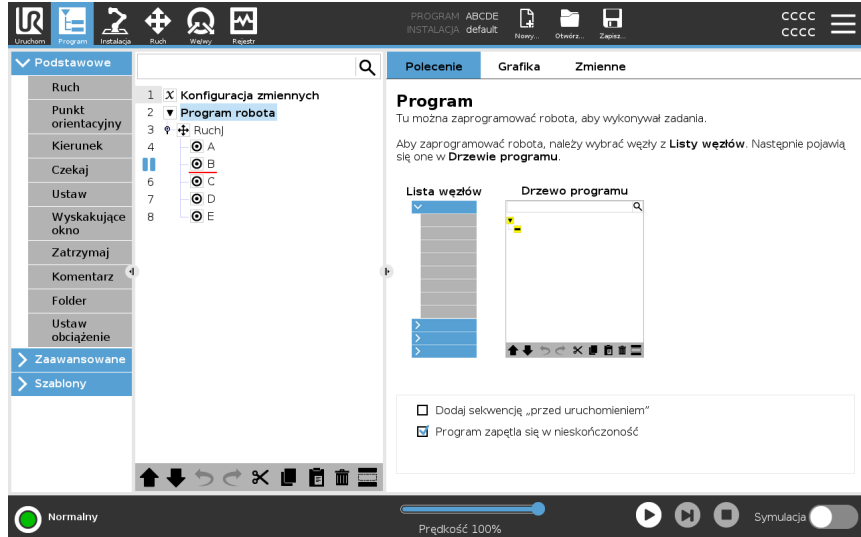 UR
PROGRAM ABCDE
INSTALACJA default
CCCC
CCCC
Uruchom
Program
Instalacja
Ruch
We/wy
Rejestr
Nowy...
Otwórz...
Zapisz...
Podstawowe
Ruch
Punkt
orientacyjny
Kierunek
Czekaj
Ustaw
Wyskakujące
okno
Zatrzymaj
Komentarz
Folder
Ustaw
obciążenie
Zaawansowane
Szablony
1 X Konfiguracja zmiennych
2 Program robota
3 RuchJ
4 A
B
6 C
7 D
8 E
Polecenie Grafika Zmienne
Program
Tu można zaprogramować robota, aby wykonywał zadania.
Aby zaprogramować robota, należy wybrać węzły z Listy węzłów. Następnie pojawią
się one w Drzewie programu.
Lista węzłów Drzewo programu
Dodaj sekwencję „przed uruchomieniem”
Program zapętla się w nieskończoność
Normalny
Prędkość 100%
Symulacja